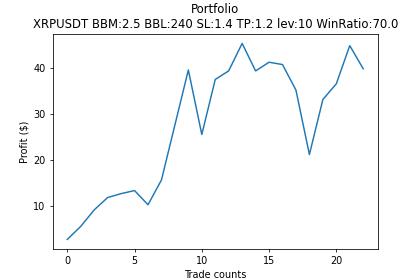 Portfolio
XRPUSDT BBM:2.5 BBL:240 SL:1.4 TP:1.2 lev:10 WinRatio:70.0
40
30
20
10
Profit ($)
0 5 10 15 20
Trade counts